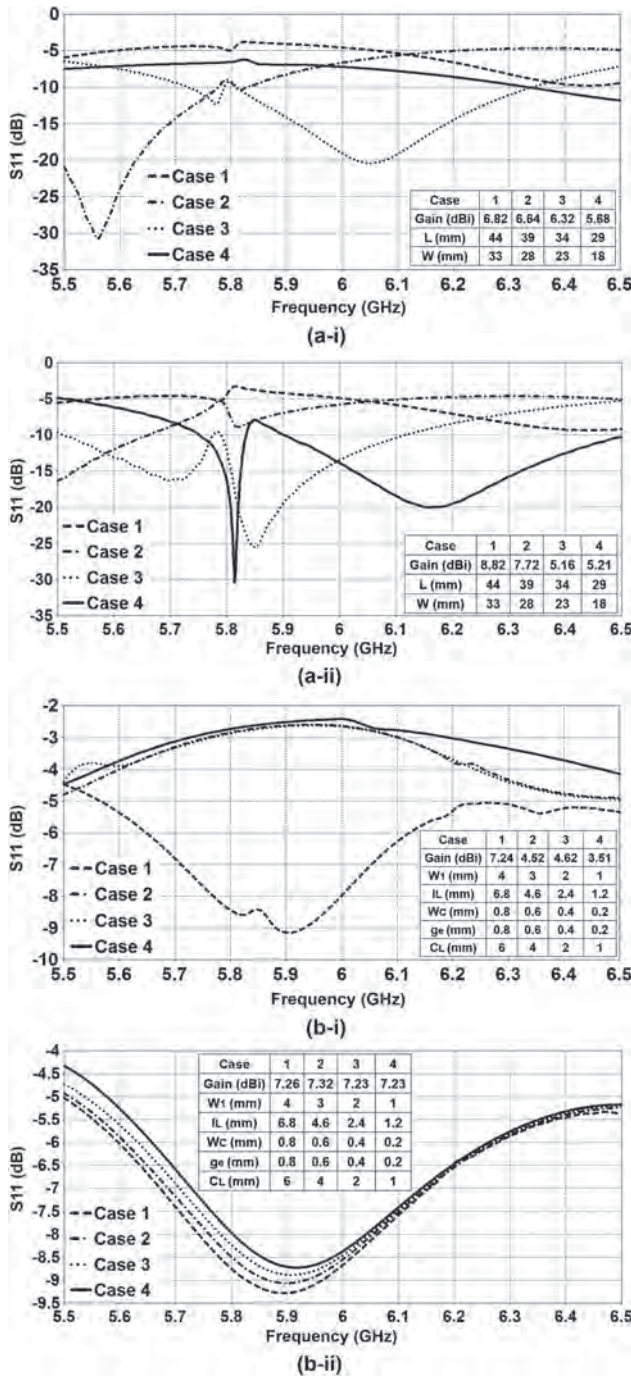 0
-5
-10
-15
-20
-25
-30
-35
S11 (dB)
Case 1
Case 2
Case 3
Case 4
Case 1 2 3 4
Gain (dBi) 6.82 6.64 6.32 5.68
L (mm) 44 39 34 29
W (mm) 33 28 23 18
5.5 5.6 5.7 5.8 5.9 6 6.1 6.2 6.3 6.4 6.5
Frequency (GHz)
(a-i)
0
-5
-10
-15
-20
-25
-30
-35
S11 (dB)
Case 1
Case 2
Case 3
Case 4
Case 1 2 3 4
Gain (dBi) 8.82 7.72 5.16 5.21
L (mm) 44 39 34 29
W (mm) 33 28 23 18
5.5 5.6 5.7 5.8 5.9 6 6.1 6.2 6.3 6.4 6.5
Frequency (GHz)
(a-ii)
-2
-3
-4
-5
-6
-7
-8
-9
-10
S11 (dB)
Case 1
Case 2
Case 3
Case 4
Case 1 2 3 4
Gain (dBi) 7.24 4.52 4.62 3.51
W1 (mm) 4 3 2 1
IL (mm) 6.8 4.6 2.4 1.2
Wc (mm) 0.8 0.6 0.4 0.2
ge (mm) 0.8 0.6 0.4 0.2
CL (mm) 6 4 2 1
5.5 5.6 5.7 5.8 5.9 6 6.1 6.2 6.3 6.4 6.5
Frequency (GHz)
(b-i)
-4
-4.5
-5
-5.5
-6
-6.5
-7
-7.5
-8
-8.5
-9
-9.5
S11 (dB)
Case 1 2 3 4
Gain (dBi) 7.26 7.32 7.23 7.23
W1 (mm) 4 3 2 1
IL (mm) 6.8 4.6 2.4 1.2
Wc (mm) 0.8 0.6 0.4 0.2
ge (mm) 0.8 0.6 0.4 0.2
CL (mm) 6 4 2 1
Case 1
Case 2
Case 3
Case 4
5.5 5.6 5.7 5.8 5.9 6 6.1 6.2 6.3 6.4 6.5
Frequency (GHz)
(b-ii)